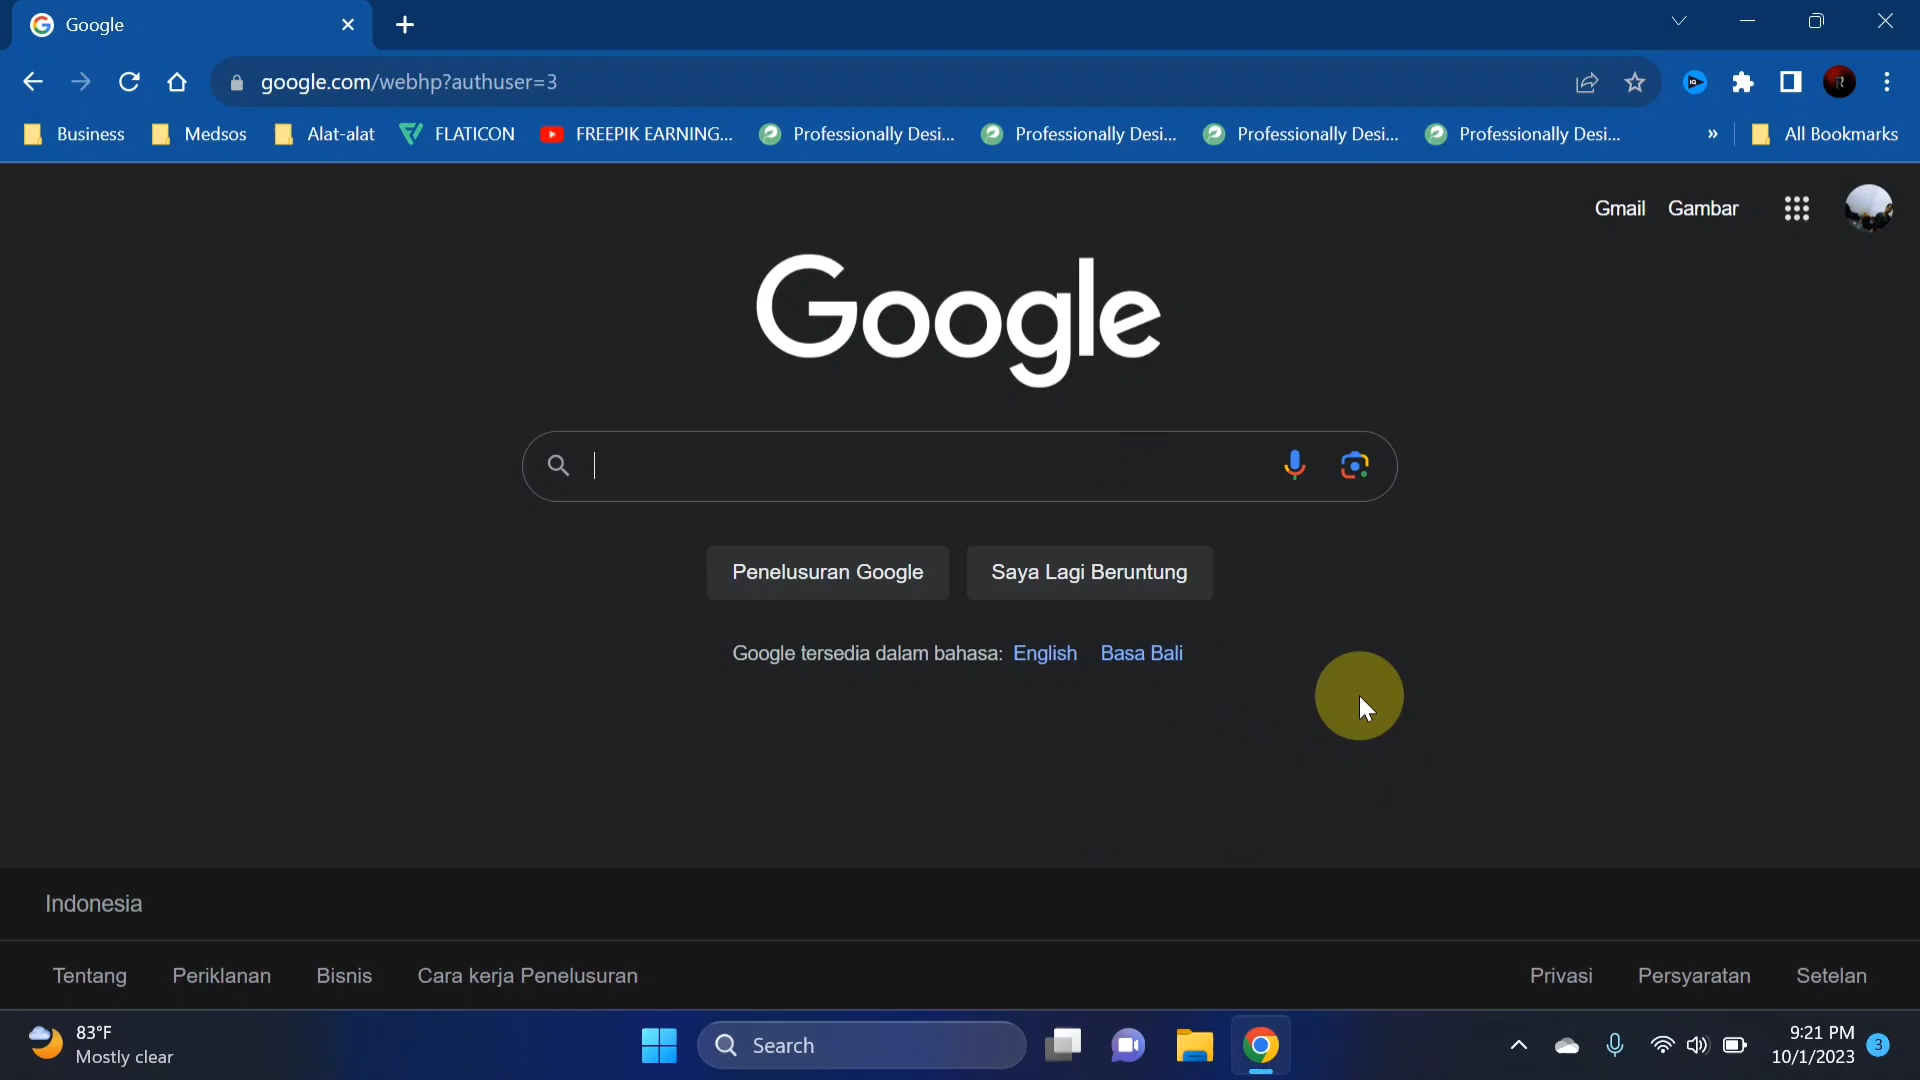 Google
google.com/webhp?authuser=3
Business Medsos Alat-alat FLATICON FREEPIK EARNING... Professionally Desi... Professionally Desi... Professionally Desi... Professionally Desi... » All Bookmarks
Gmail Gambar
Google
Penelusuran Google Saya Lagi Beruntung
Google tersedia dalam bahasa: English Basa Bali
Indonesia
Tentang Periklanan Bisnis Cara kerja Penelusuran Privasi Persyaratan Setelan
83°F
Mostly clear
Search
9:21 PM
10/1/2023
3